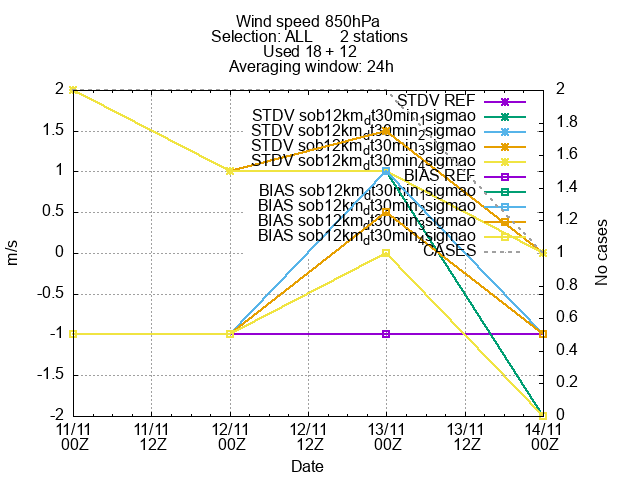 Wind speed 850hPa
Selection: ALL 2 stations
Used 18 + 12
Averaging window: 24h
2
1.5
1
0.5
0
-0.5
-1
-1.5
-2
m/s
STDV REF
STDV sob12km_dt30min_1sigmao
STDV sob12km_dt30min_2sigmao
STDV sob12km_dt30min_3sigmao
STDV sob12km_dt30min_4sigmao
BIAS REF
BIAS sob12km_dt30min_1sigmao
BIAS sob12km_dt30min_2sigmao
BIAS sob12km_dt30min_3sigmao
BIAS sob12km_dt30min_4sigmao
CASES
2
1.8
1.6
1.4
1.2
1
0.8
0.6
0.4
0.2
0
No cases
11/11 00Z
11/11 12Z
12/11 00Z
12/11 12Z
13/11 00Z
13/11 12Z
14/11 00Z
Date